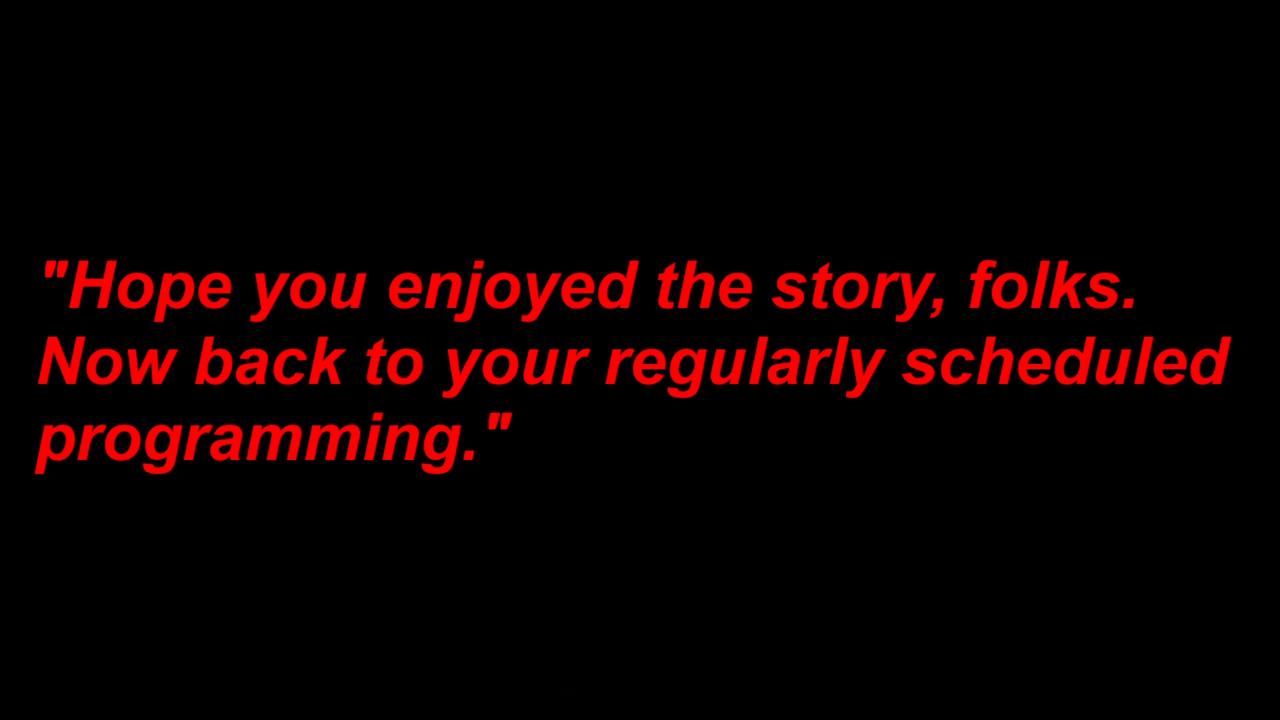 "Hope you enjoyed the story, folks.
Now back to your regularly scheduled
programming."